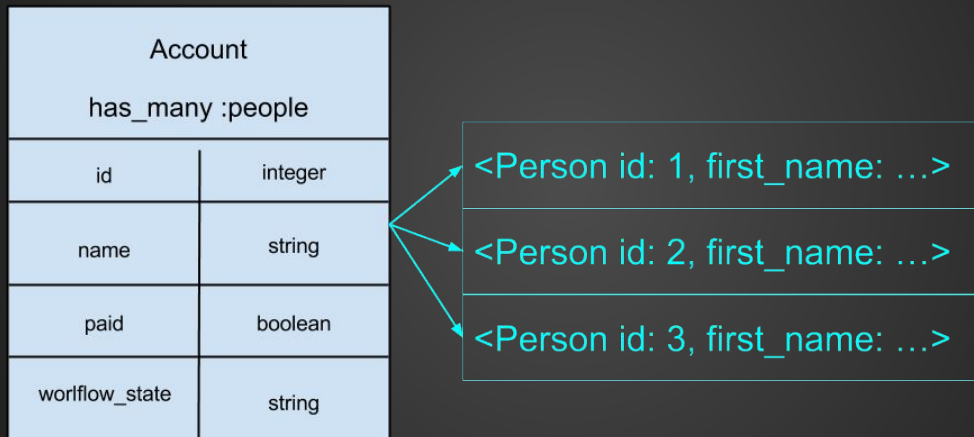 Account
has_many :people
id integer
name string
paid boolean
worlflow_state string
<Person id: 1, first_name: ...>
<Person id: 2, first_name: ...>
<Person id: 3, first_name: ...>